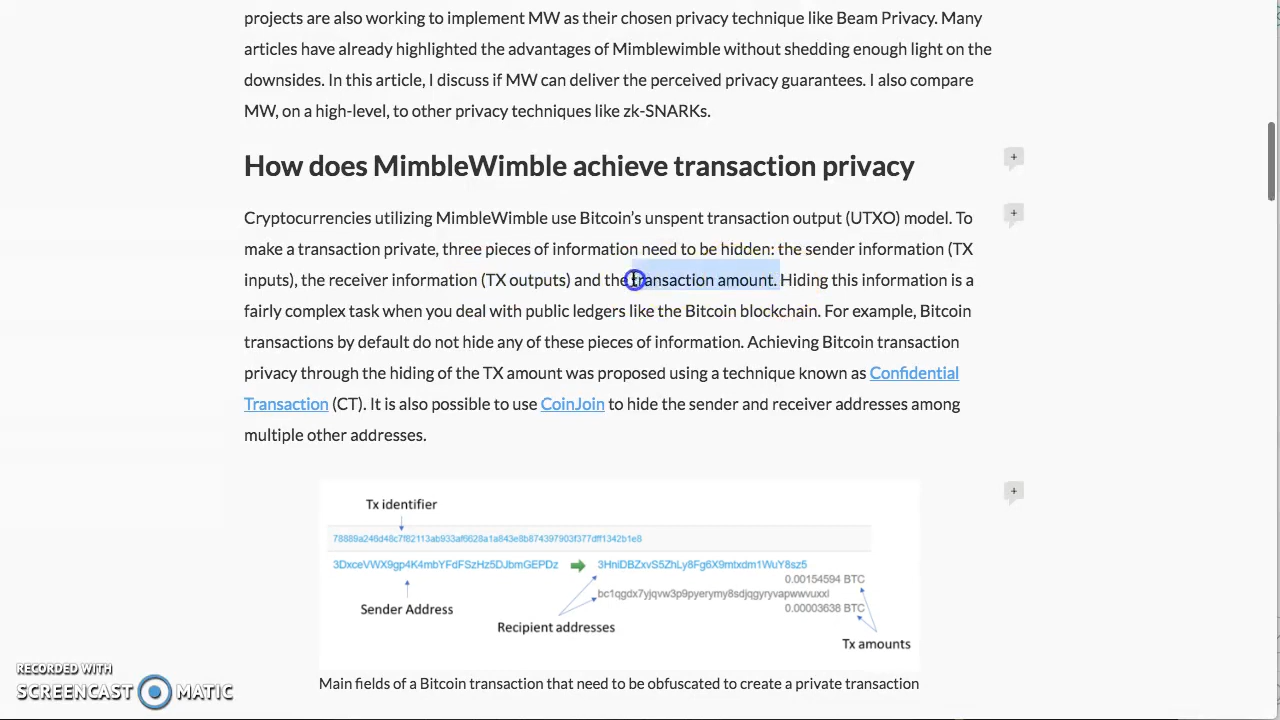 projects are also working to implement MW as their chosen privacy technique like Beam Privacy. Many
articles have already highlighted the advantages of Mimblewimble without shedding enough light on the
downsides. In this article, I discuss if MW can deliver the perceived privacy guarantees. I also compare
MW, on a high-level, to other privacy techniques like zk-SNARKs.
How does MimbleWimble achieve transaction privacy
+
Cryptocurrencies utilizing MimbleWimble use Bitcoin's unspent transaction output (UTXO) model. To
+
make a transaction private, three pieces of information need to be hidden: the sender information (TX
inputs), the receiver information (TX outputs) and the transaction amount. Hiding this information is a
fairly complex task when you deal with public ledgers like the Bitcoin blockchain. For example, Bitcoin
transactions by default do not hide any of these pieces of information. Achieving Bitcoin transaction
privacy through the hiding of the TX amount was proposed using a technique known as Confidential
Transaction (CT). It is also possible to use CoinJoin to hide the sender and receiver addresses among
multiple other addresses.
+
Tx identifier
78889a246d48c7f82113ab933af6628a1a843e8b874397903f377dff1342b1e8
3DxceVWX9gp4K4mbYFdFSzHz5DJbmGEPDz
3HniDBZxvS5ZhLy8Fg6X9mtxdm1WuY8sz5
0.00154594 BTC
bc1qgdx7yjqvw3p9pyerymy8sdjqgyryvapwwvuxxl
0.00003638 BTC
Sender Address
Recipient addresses
Tx amounts
Main fields of a Bitcoin transaction that need to be obfuscated to create a private transaction
RECORDED WITH
SCREENCAST MATIC